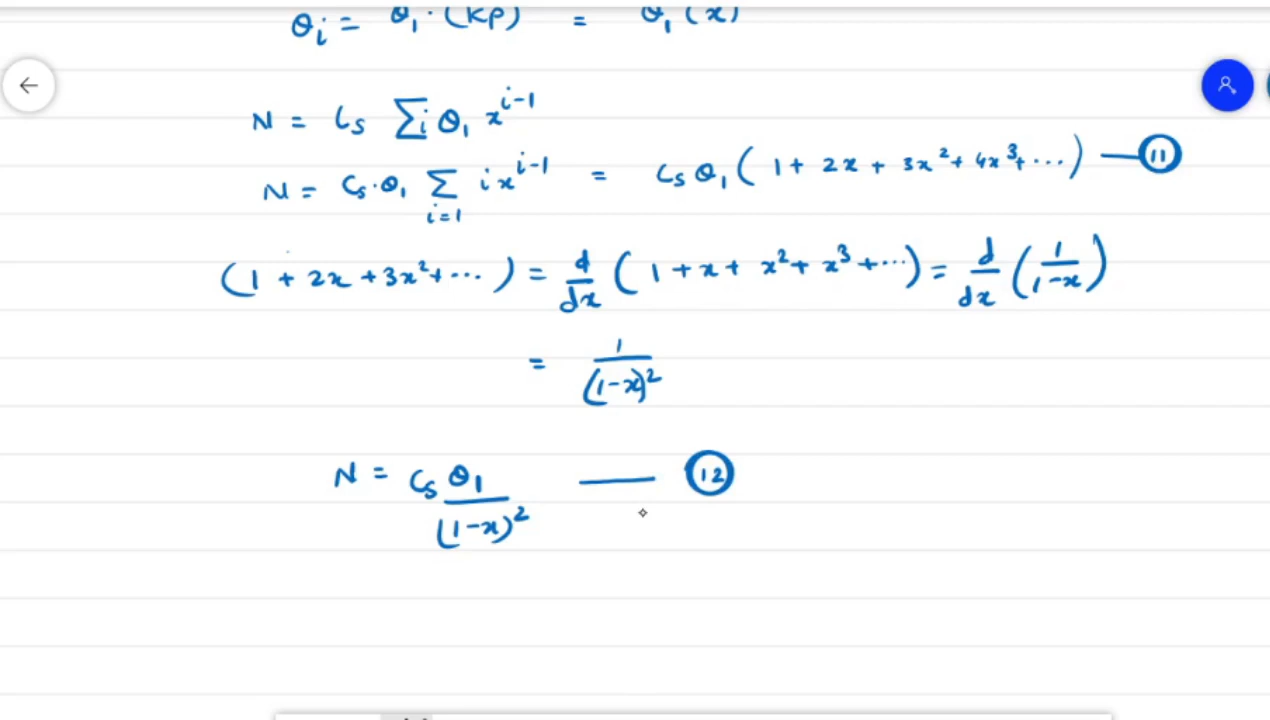 θi = θ1 · (KP) = θ1 (x)
N = Cs Σ i θ1 x^(i-1)
N = Cs · θ1 Σ_(i=1) i x^(i-1) = Cs θ1 ( 1 + 2x + 3x² + 4x³ + ... ) — 11
( 1 + 2x + 3x² + ... ) = d/dx ( 1 + x + x² + x³ + ... ) = d/dx ( 1/(1-x) )
= 1/(1-x)²
N = Cs θ1/(1-x)² — 12